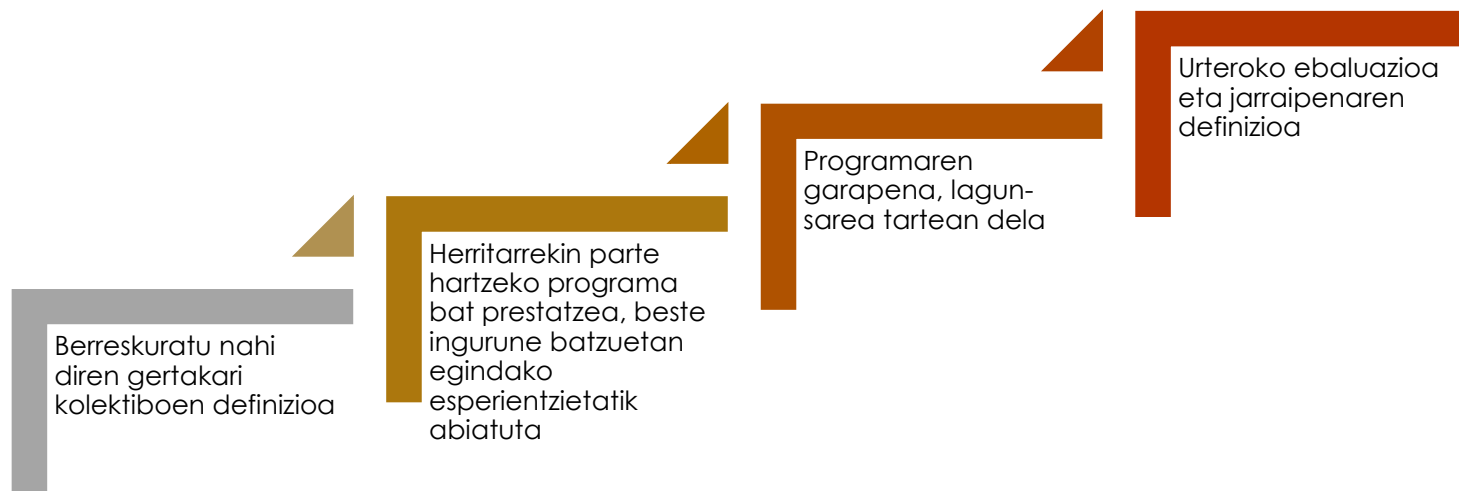 Berreskuratu nahi
diren gertakari
kolektiboen definizioa
Herritarrekin parte
hartzeko programa
bat prestatzea, beste
ingurune batzuetan
egindako
esperientzietatik
abiatuta
Programaren
garapena, lagun-
sarea tartean dela
Urteroko ebaluazioa
eta jarraipenaren
definizioa